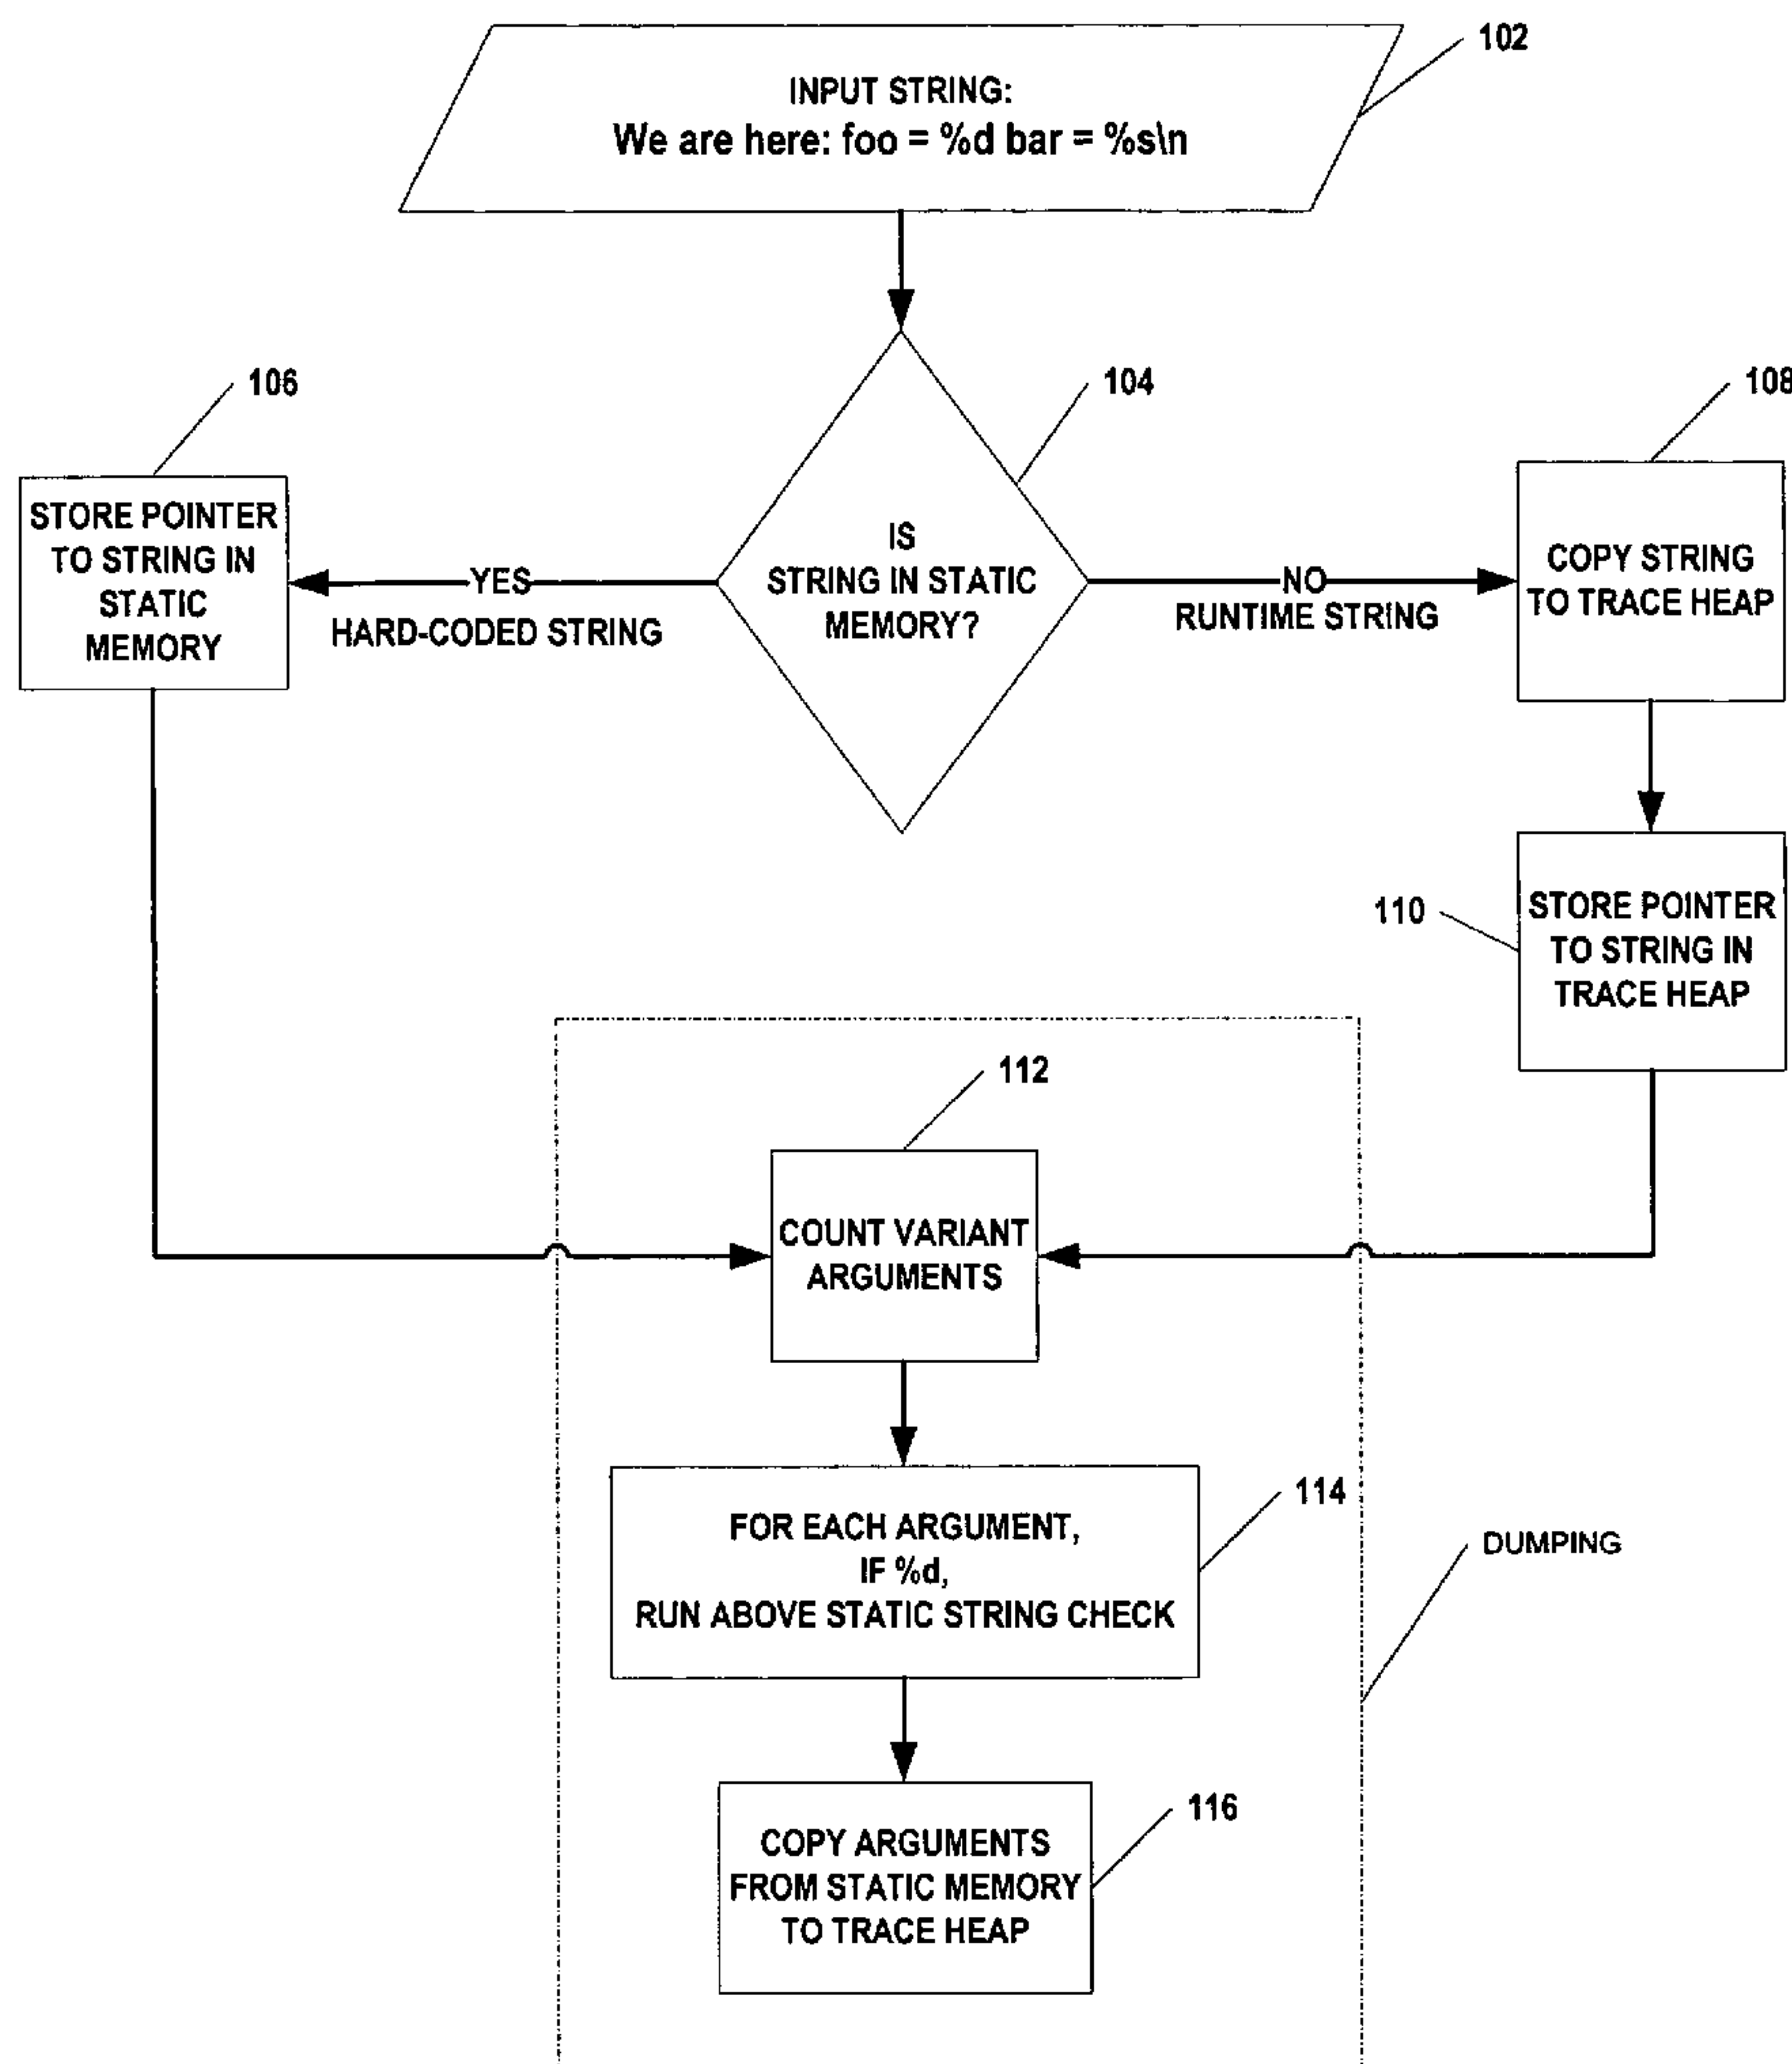 102
INPUT STRING:
We are here: foo = %d bar = %s\n
106
104
108
STORE POINTER
TO STRING IN
STATIC
MEMORY
YES
HARD-CODED STRING
IS
STRING IN STATIC
MEMORY?
NO
RUNTIME STRING
COPY STRING
TO TRACE HEAP
110
STORE POINTER
TO STRING IN
TRACE HEAP
112
COUNT VARIANT
ARGUMENTS
114
FOR EACH ARGUMENT,
IF %d,
RUN ABOVE STATIC STRING CHECK
DUMPING
116
COPY ARGUMENTS
FROM STATIC MEMORY
TO TRACE HEAP